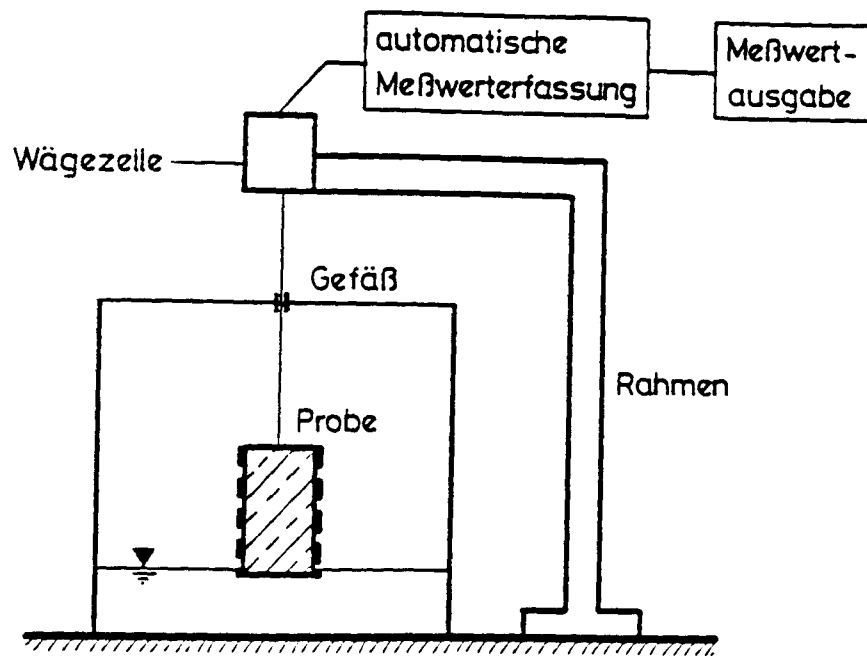 automatische
Meßwerterfassung
Meßwert-
ausgabe
Wägezelle
Gefäß
Rahmen
Probe